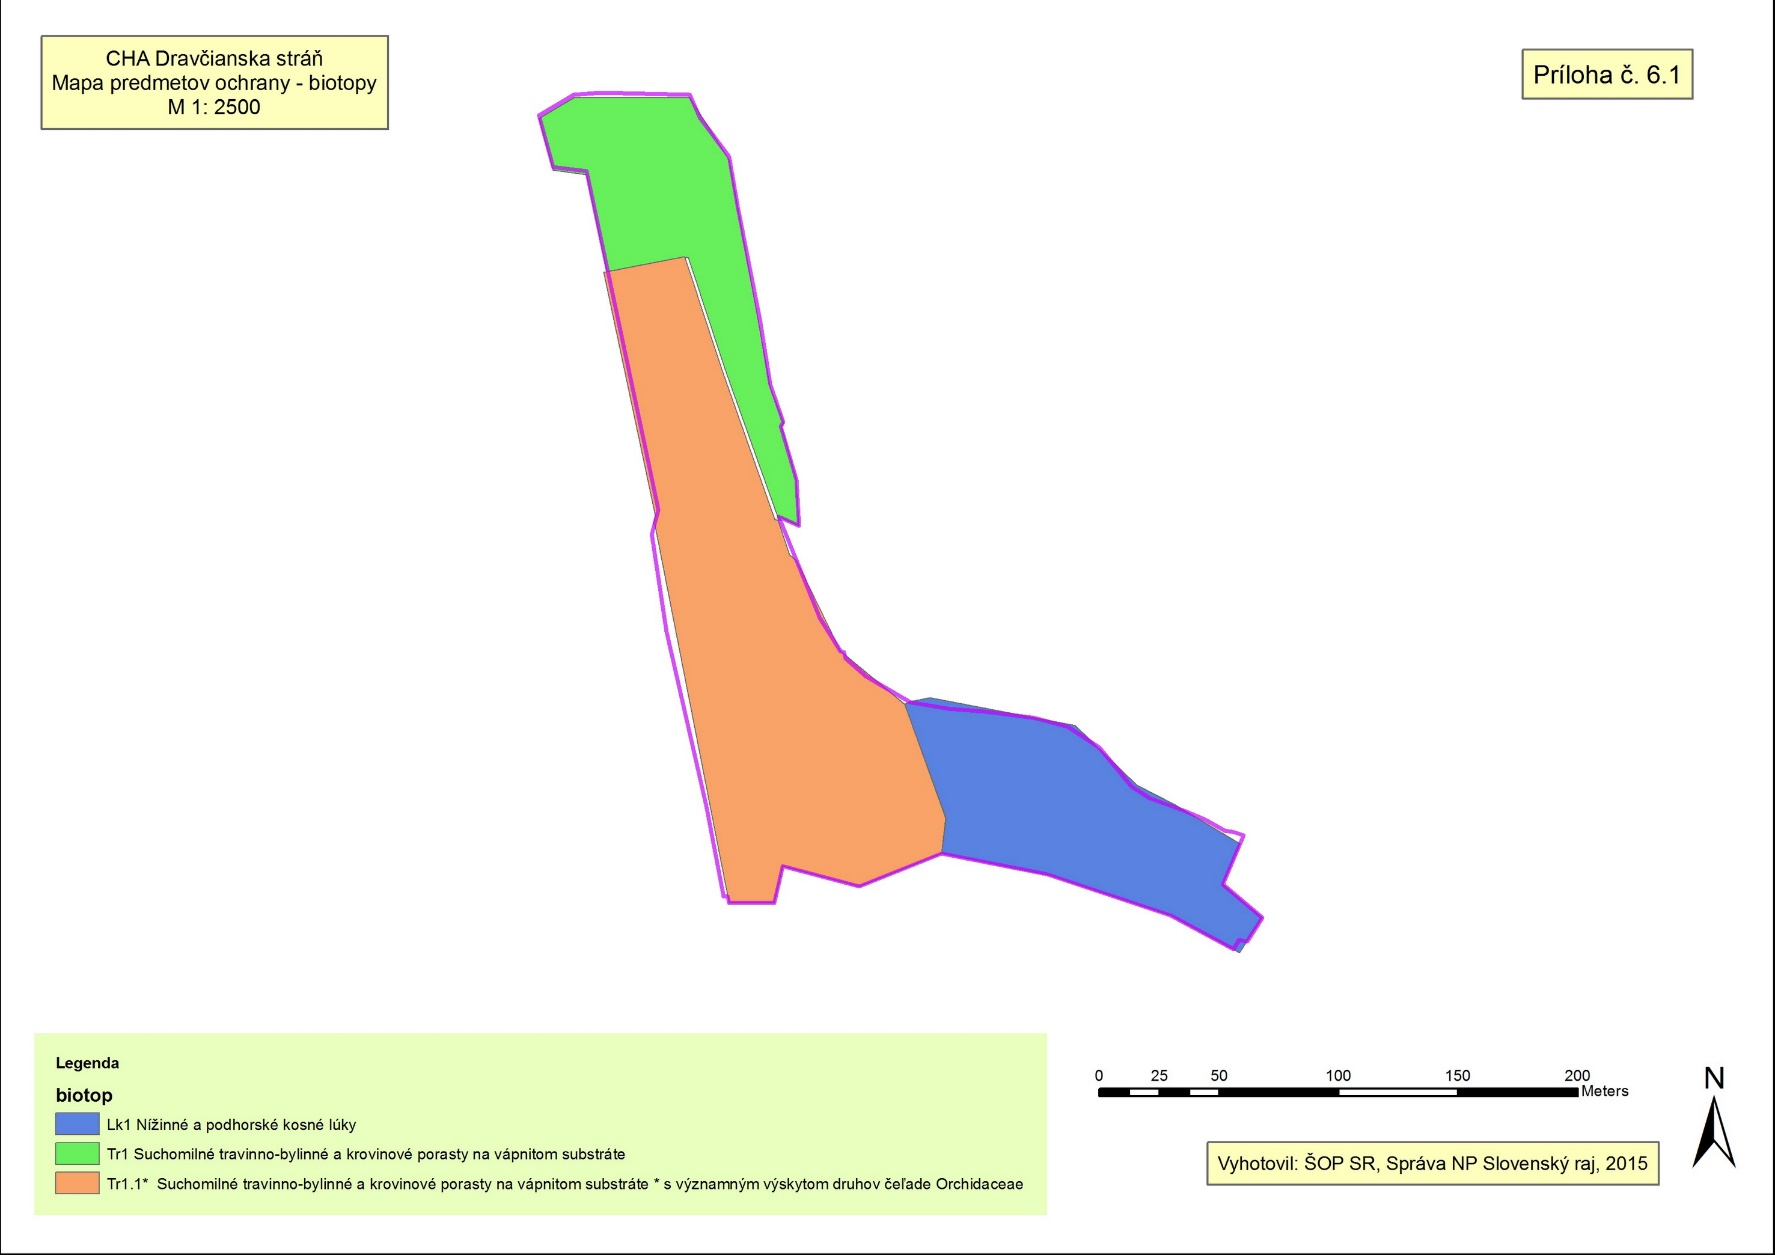 CHA Dravčianska stráň
Mapa predmetov ochrany - biotopy
M 1: 2500
Príloha č. 6.1
Legenda
biotop
Lk1 Nížinné a podhorské kosné lúky
Tr1 Suchomilné travinno-bylinné a krovinové porasty na vápnitom substráte
Tr1.1* Suchomilné travinno-bylinné a krovinové porasty na vápnitom substráte * s významným výskytom druhov čeľade Orchidaceae
0 25 50 100 150 200
Meters
N
Vyhotovil: ŠOP SR, Správa NP Slovenský raj, 2015